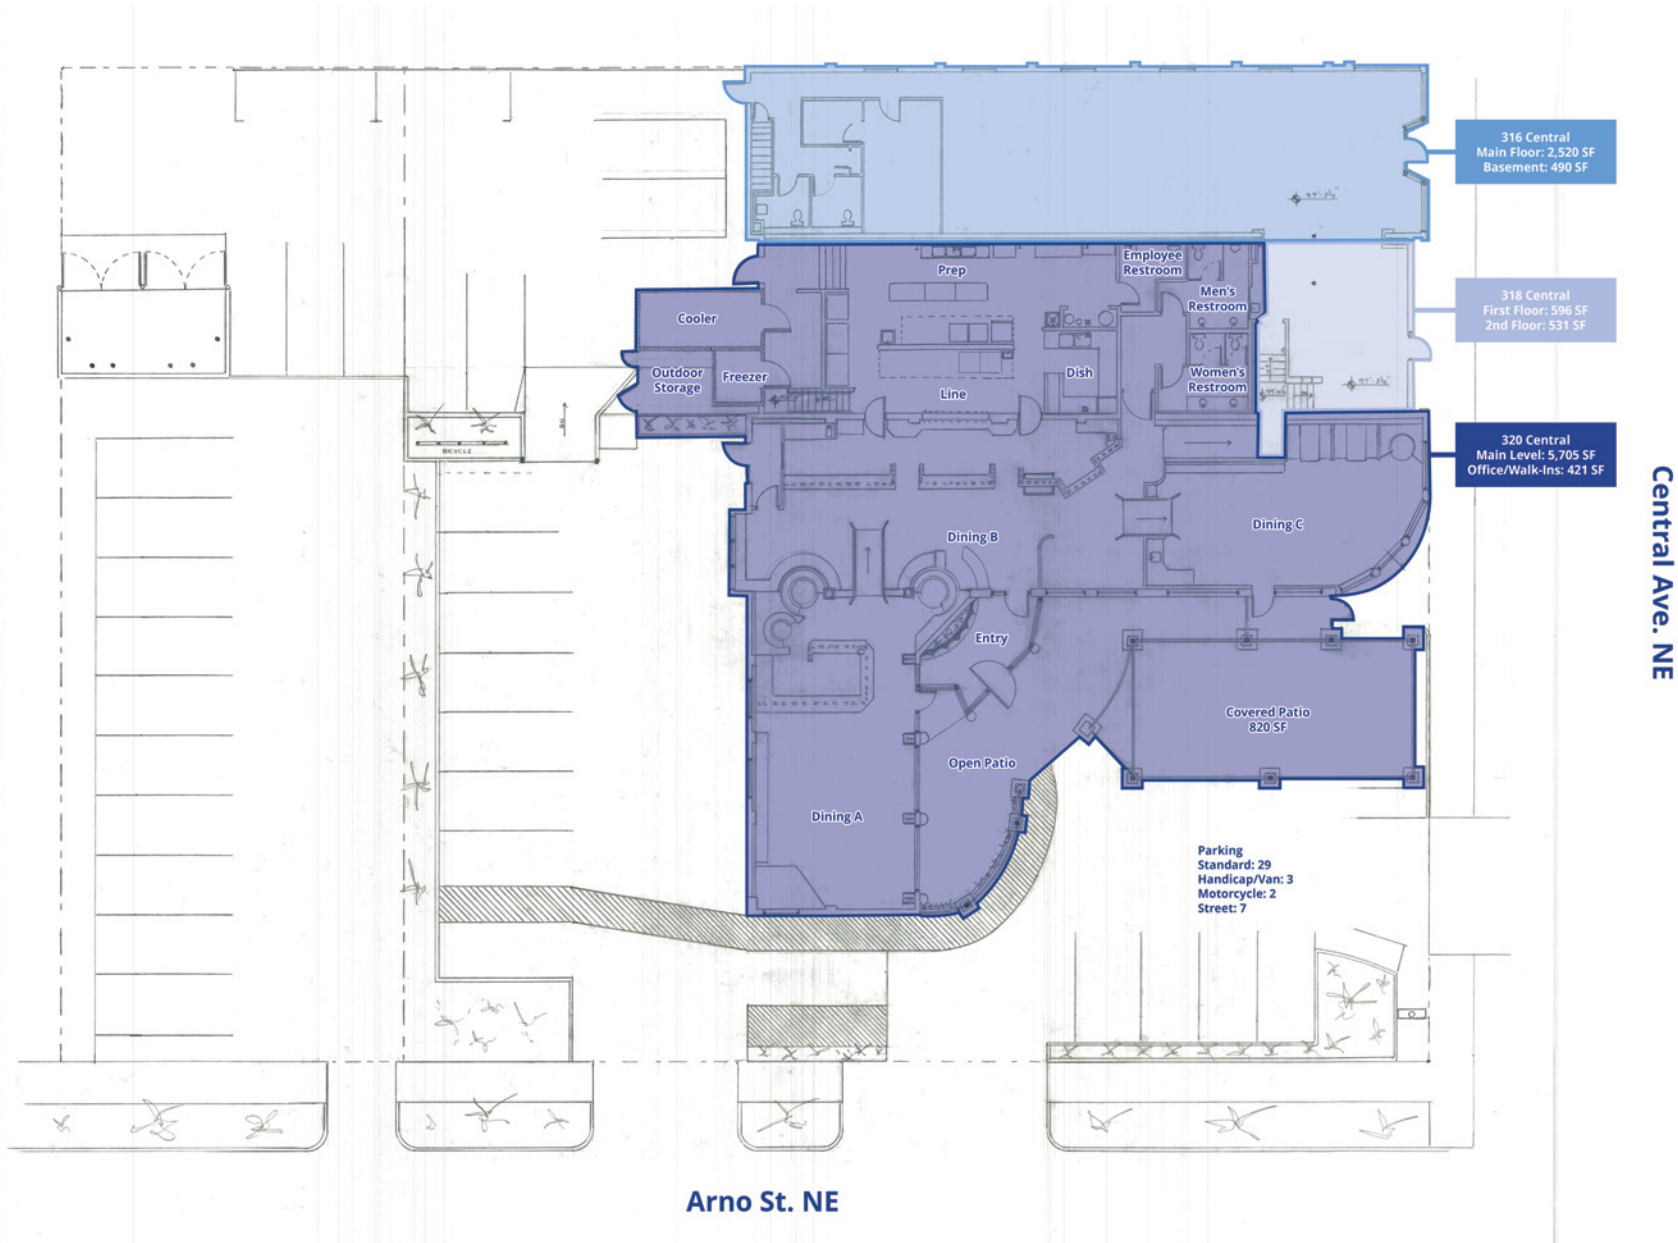 316 Central
Main Floor: 2,520 SF
Basement: 490 SF
Employee
Restroom
Prep
Men's
Restroom
318 Central
First Floor: 596 SF
2nd Floor: 531 SF
Cooler
Outdoor
Storage
Freezer
Dish
Women's
Restroom
Line
320 Central
Main Level: 5,705 SF
Office/Walk-Ins: 421 SF
BICYCLE
Dining B
Dining C
Central Ave. NE
Entry
Covered Patio
820 SF
Open Patio
Dining A
Parking
Standard: 29
Handicap/Van: 3
Motorcycle: 2
Street: 7
Arno St. NE